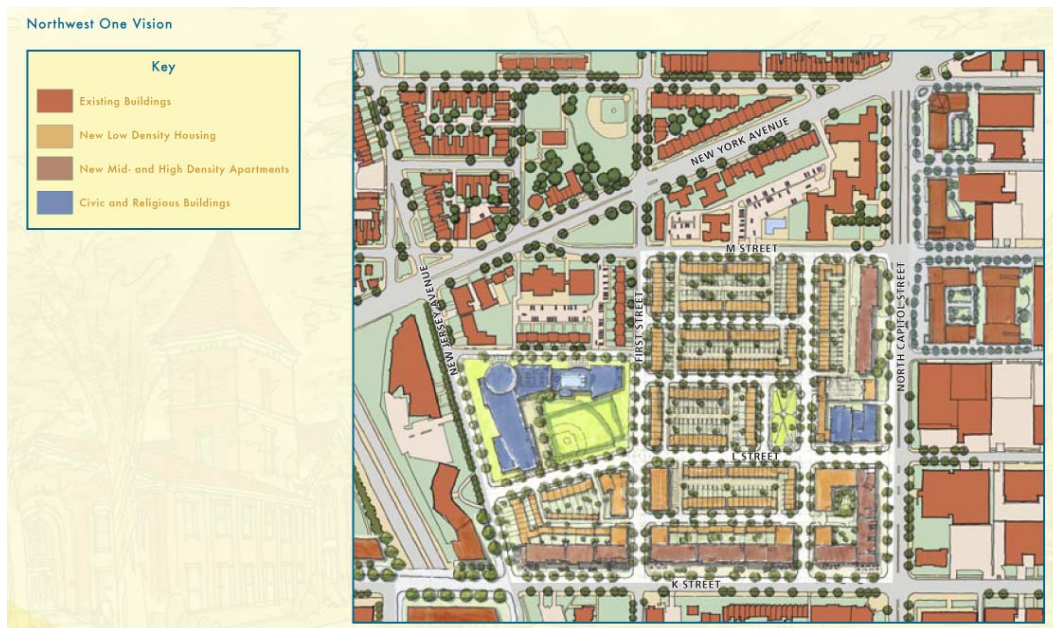 Northwest One Vision
Key
Existing Buildings
New Low Density Housing
New Mid- and High Density Apartments
Civic and Religious Buildings
NEW YORK AVENUE
M STREET
NEW JERSEY AVENUE
FIRST STREET
NORTH CAPITOL STREET
L STREET
K STREET